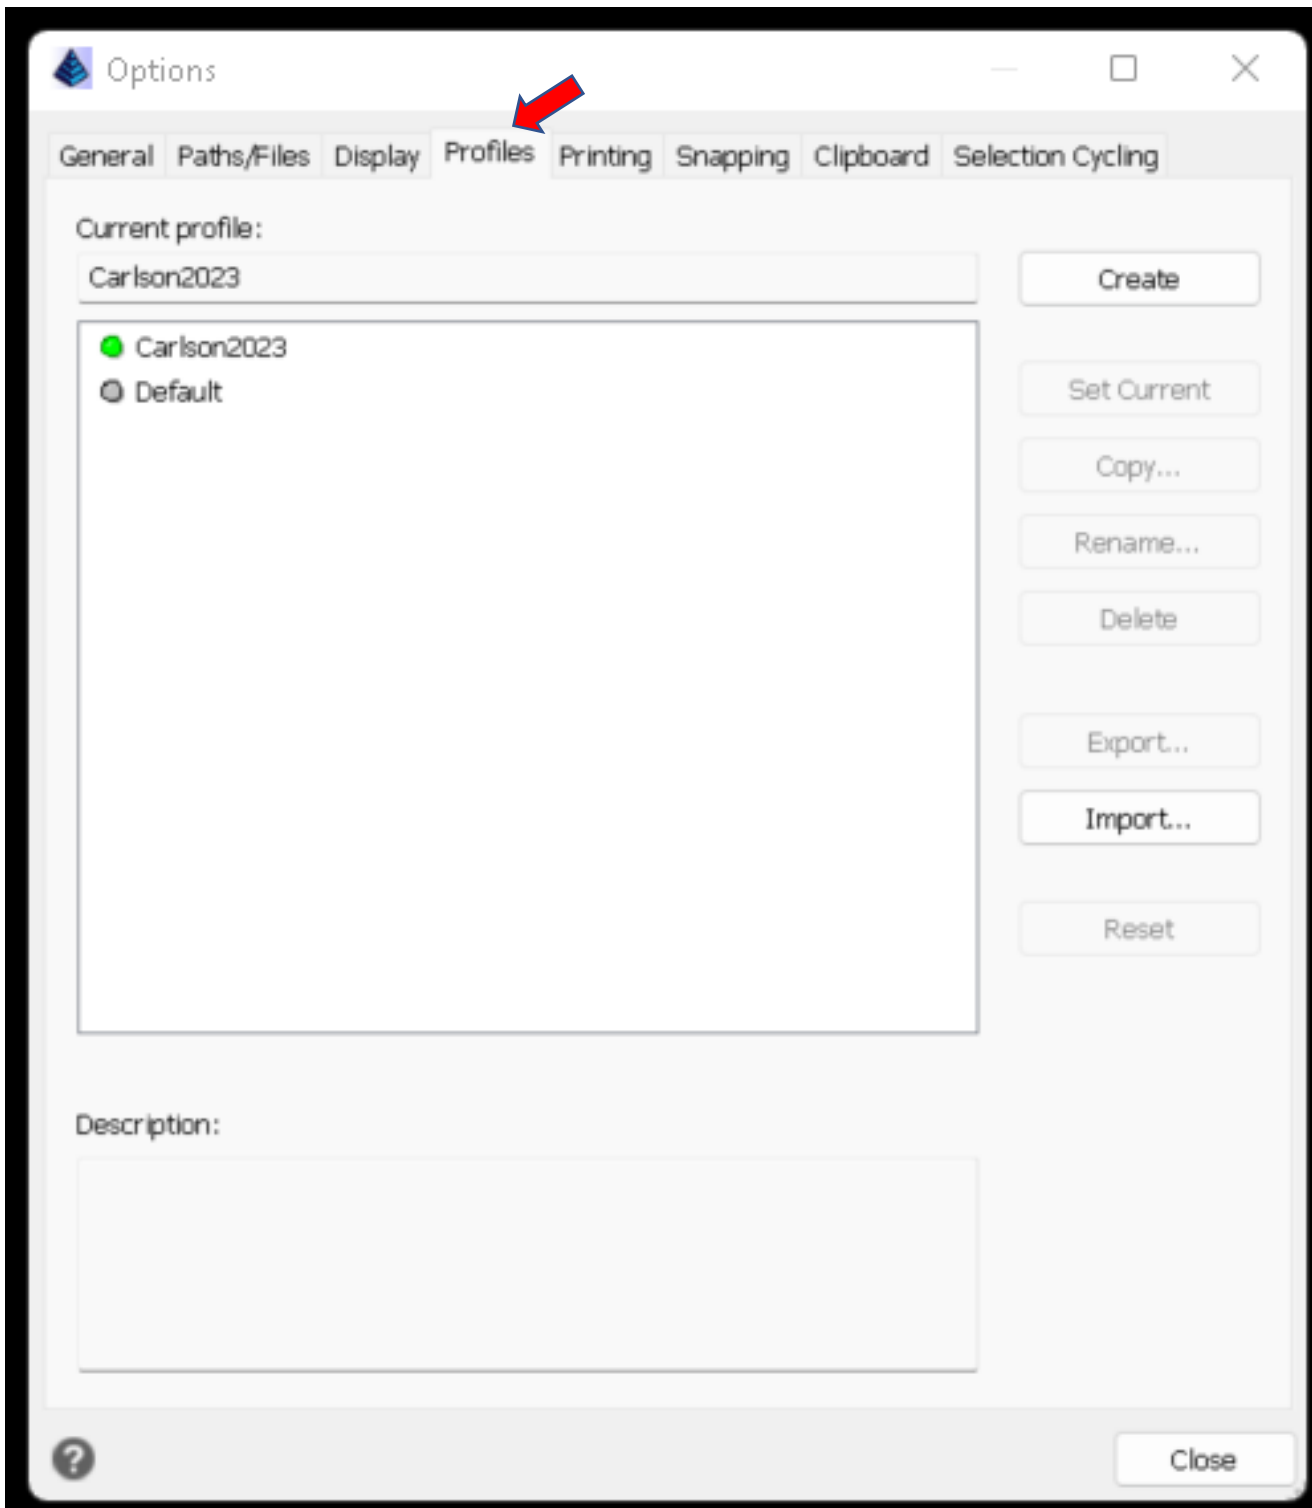 Options
General Paths/Files Display Profiles Printing Snapping Clipboard Selection Cycling
Current profile:
Carlson2023
Create
Carlson2023
Default
Set Current
Copy...
Rename...
Delete
Export...
Import...
Reset
Description:
?
Close